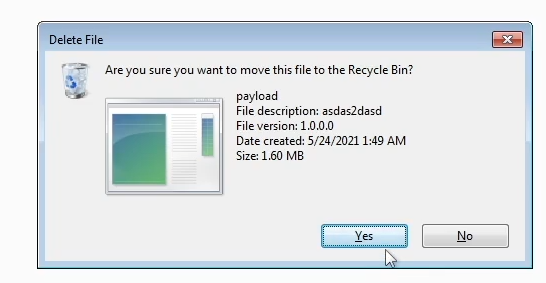 Delete File
Are you sure you want to move this file to the Recycle Bin?
payload
File description: asdas2dasd
File version: 1.0.0.0
Date created: 5/24/2021 1:49 AM
Size: 1.60 MB
Yes
No